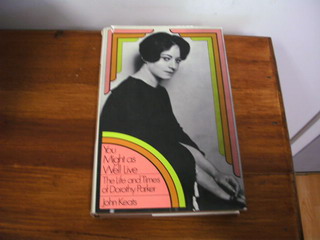 You
Might as
Well Live
The Life and Times
of Dorothy Parker
John Keats